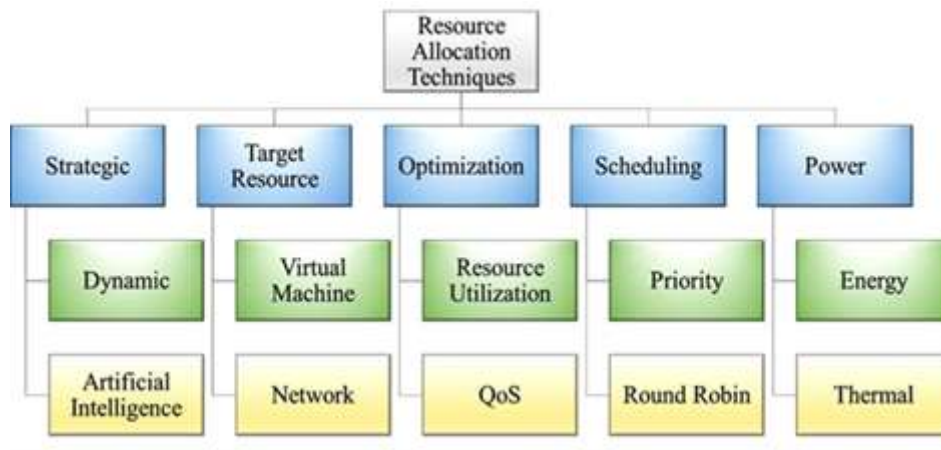 Resource
Allocation
Techniques
Strategic
Target
Resource
Optimization
Scheduling
Power
Dynamic
Virtual
Machine
Resource
Utilization
Priority
Energy
Artificial
Intelligence
Network
QoS
Round Robin
Thermal